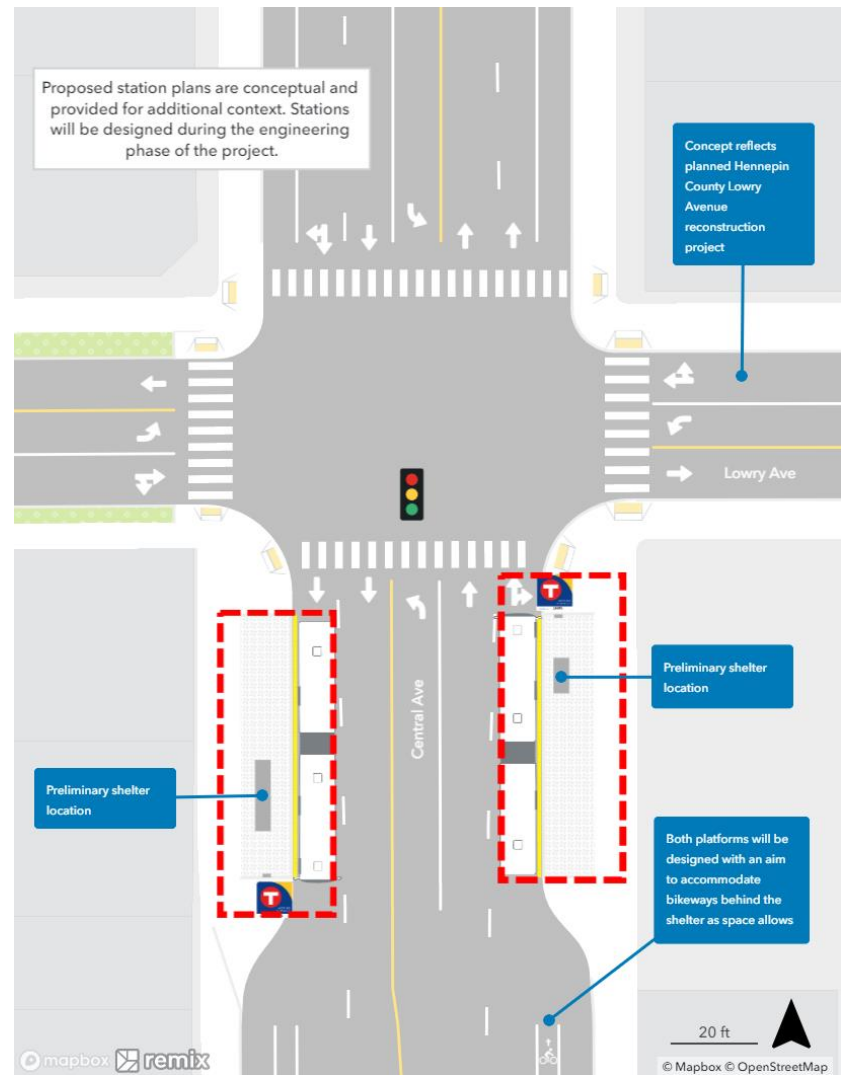 Proposed station plans are conceptual and
provided for additional context. Stations
will be designed during the engineering
phase of the project.
Concept reflects
planned Hennepin
County Lowry
Avenue
reconstruction
project
Lowry Ave
T
Central Ave
Preliminary shelter
location
Preliminary shelter
location
Both platforms will be
designed with an aim
to accommodate
bikeways behind the
shelter as space allows
T
20 ft
mapbox remix
© Mapbox © OpenStreetMap